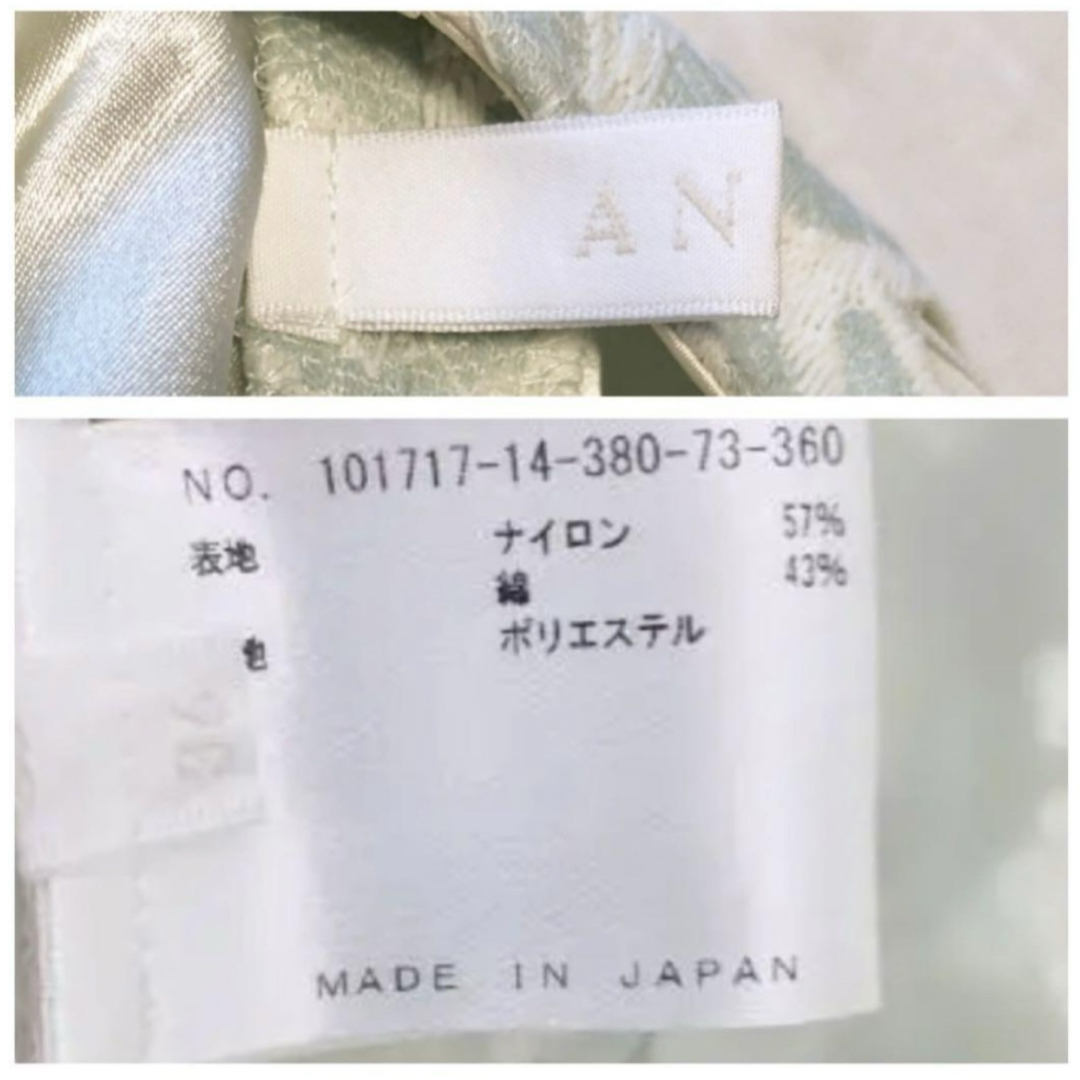 AN
NO. 101717-14-380-73-360
表地 ナイロン 57%
綿 43%
ポリエステル
MADE IN JAPAN